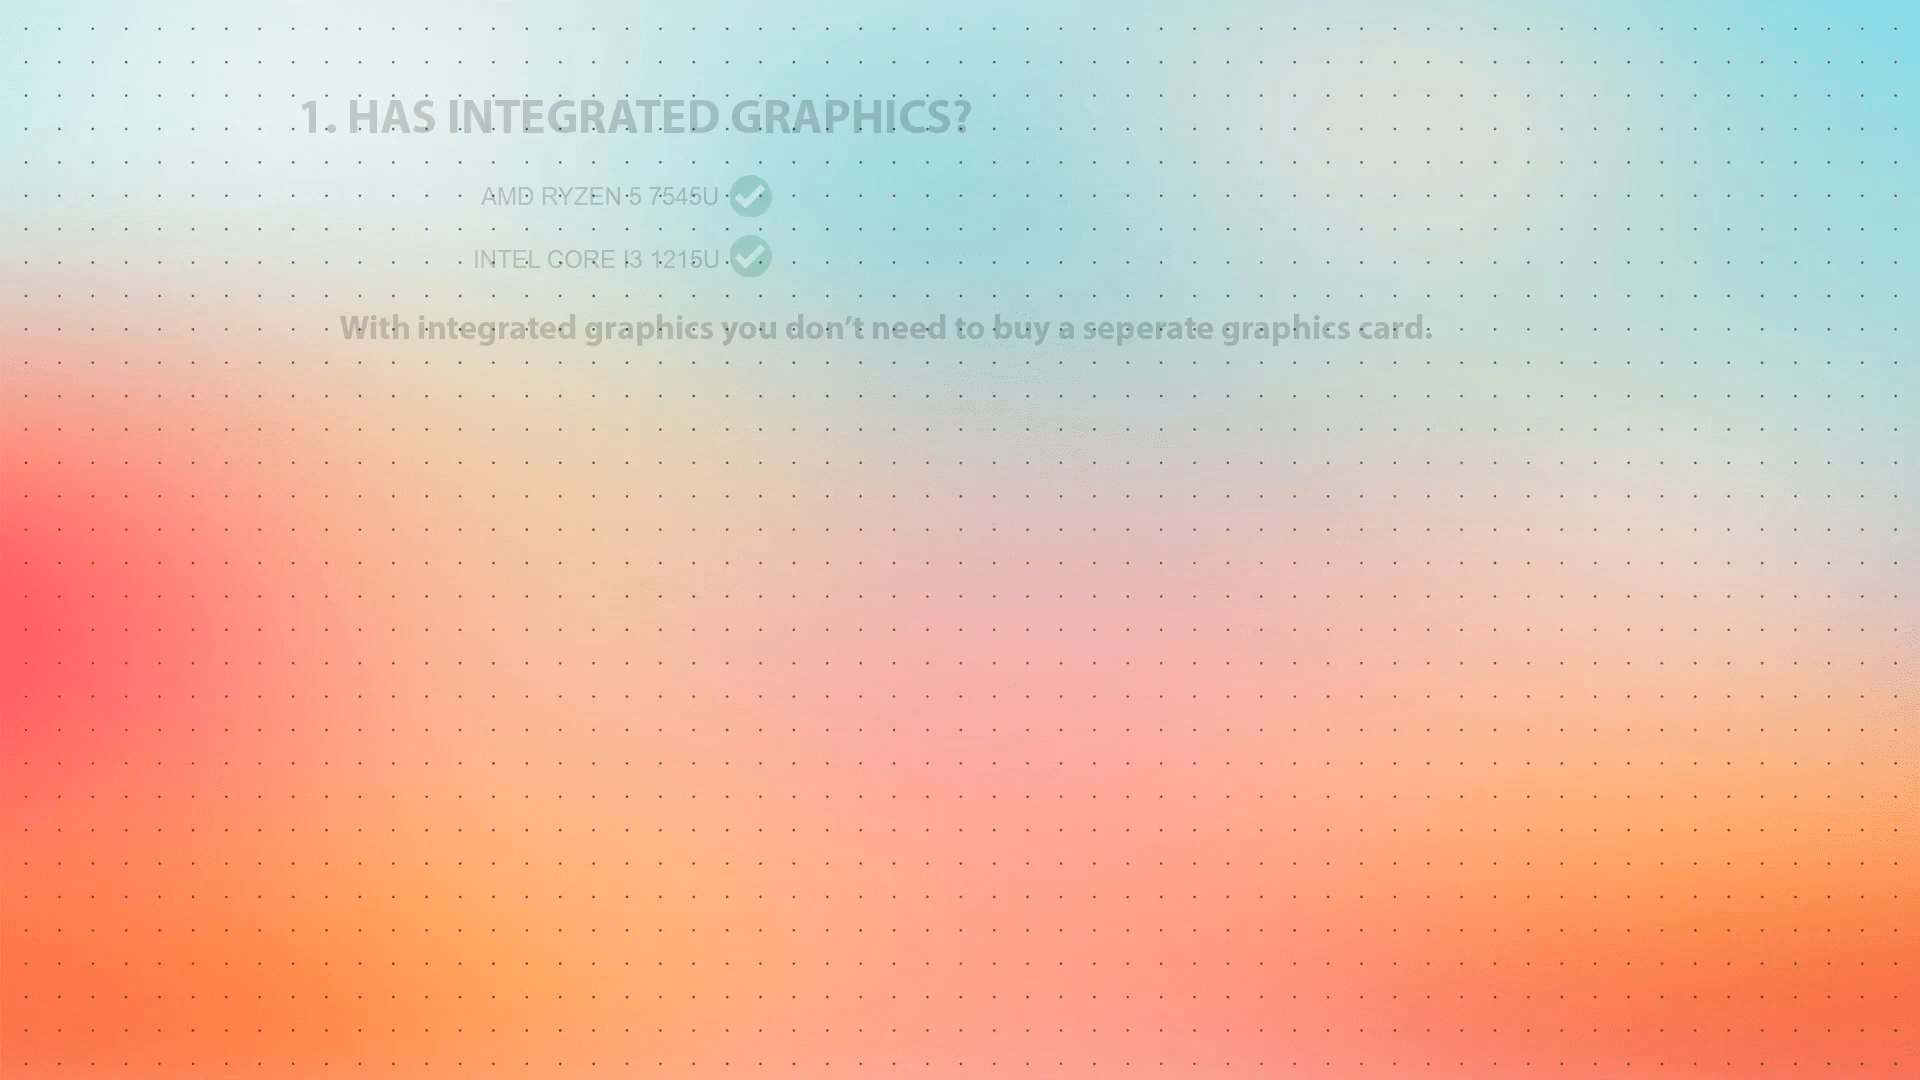 1. HAS INTEGRATED GRAPHICS?
AMD RYZEN 5 7545U
INTEL CORE I3 1215U
With integrated graphics you don’t need to buy a seperate graphics card.